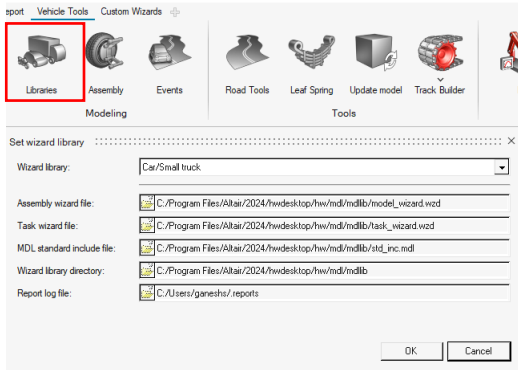 eport Vehicle Tools Custom Wizards
Libraries Assembly Events Road Tools Leaf Spring Update model Track Builder
Modeling Tools
Set wizard library
Wizard library: Car/Small truck
Assembly wizard file: C:/Program Files/Altair/2024/hwdesktop/hw/mdl/mdllib/model_wizard.wzd
Task wizard file: C:/Program Files/Altair/2024/hwdesktop/hw/mdl/mdllib/task_wizard.wzd
MDL standard include file: C:/Program Files/Altair/2024/hwdesktop/hw/mdl/mdllib/std_inc.mdl
Wizard library directory: C:/Program Files/Altair/2024/hwdesktop/hw/mdl/mdllib
Report log file: C:/Users/ganeshs/.reports
OK Cancel